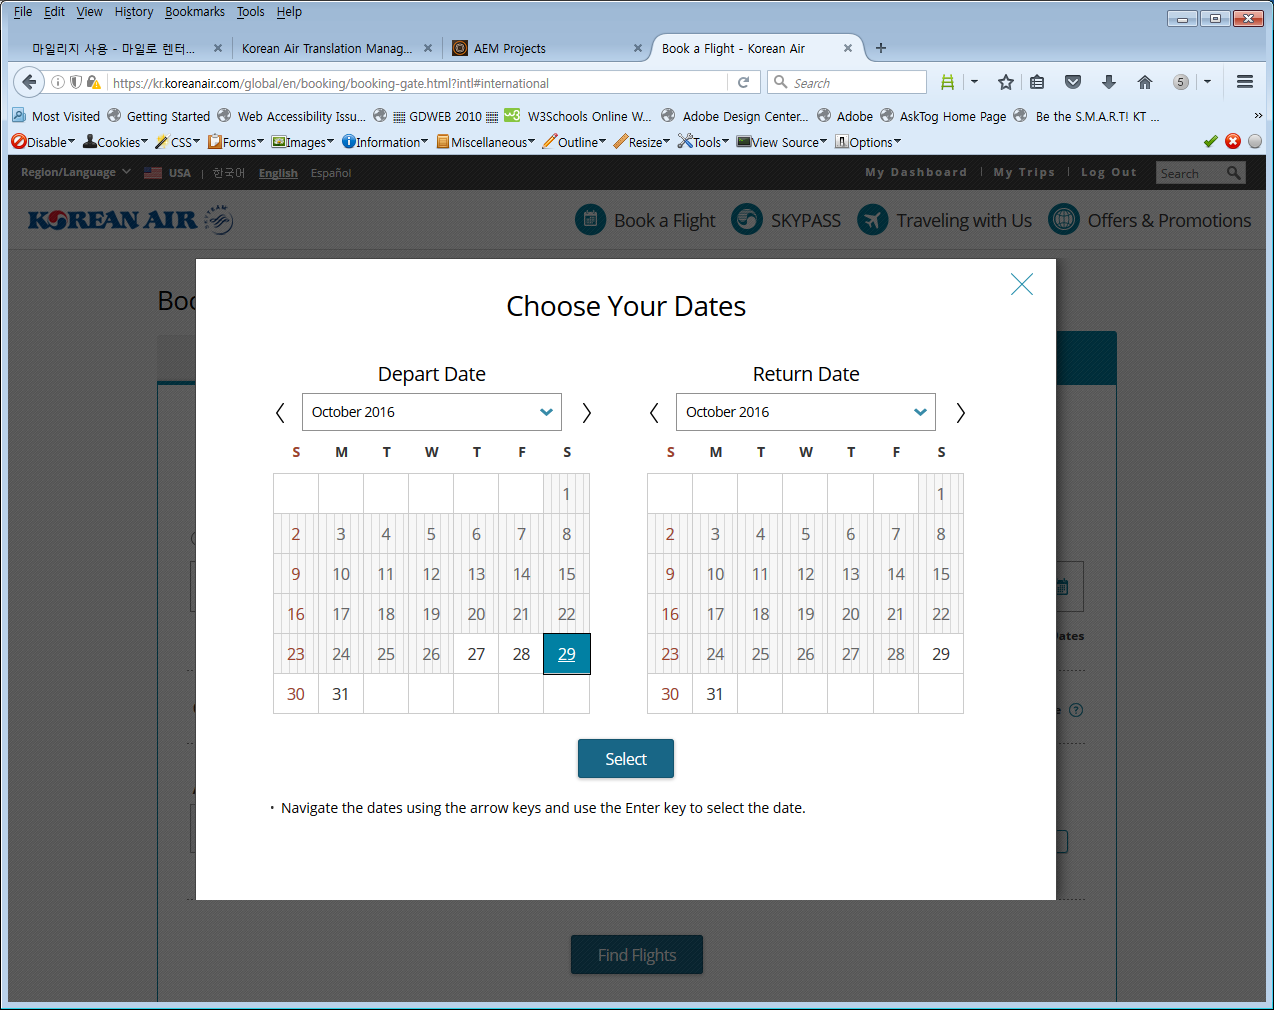 File Edit View History Bookmarks Tools Help
마일리지 사용 - 마일로 렌터...
Korean Air Translation Manag...
AEM Projects
Book a Flight - Korean Air
https://kr.koreanair.com/global/en/booking/booking-gate.html?intl#international
Search
5
Most Visited Getting Started Web Accessibility Issu... GDWEB 2010 W3Schools Online W... Adobe Design Center... Adobe AskTog Home Page Be the S.M.A.R.T! KT ... »
Disable Cookies CSS Forms Images Information Miscellaneous Outline Resize Tools View Source Options
Region/Language USA | 한국어 English Español My Dashboard | My Trips | Log Out Search
KOREAN AIR Book a Flight SKYPASS Traveling with Us Offers & Promotions
Boo
Choose Your Dates
Depart Date
October 2016
S M T W T F S
1
2 3 4 5 6 7 8
9 10 11 12 13 14 15
16 17 18 19 20 21 22
23 24 25 26 27 28 29
30 31
Return Date
October 2016
S M T W T F S
1
2 3 4 5 6 7 8
9 10 11 12 13 14 15
16 17 18 19 20 21 22
23 24 25 26 27 28 29
30 31
ates
e ?
Select
• Navigate the dates using the arrow keys and use the Enter key to select the date.
Find Flights